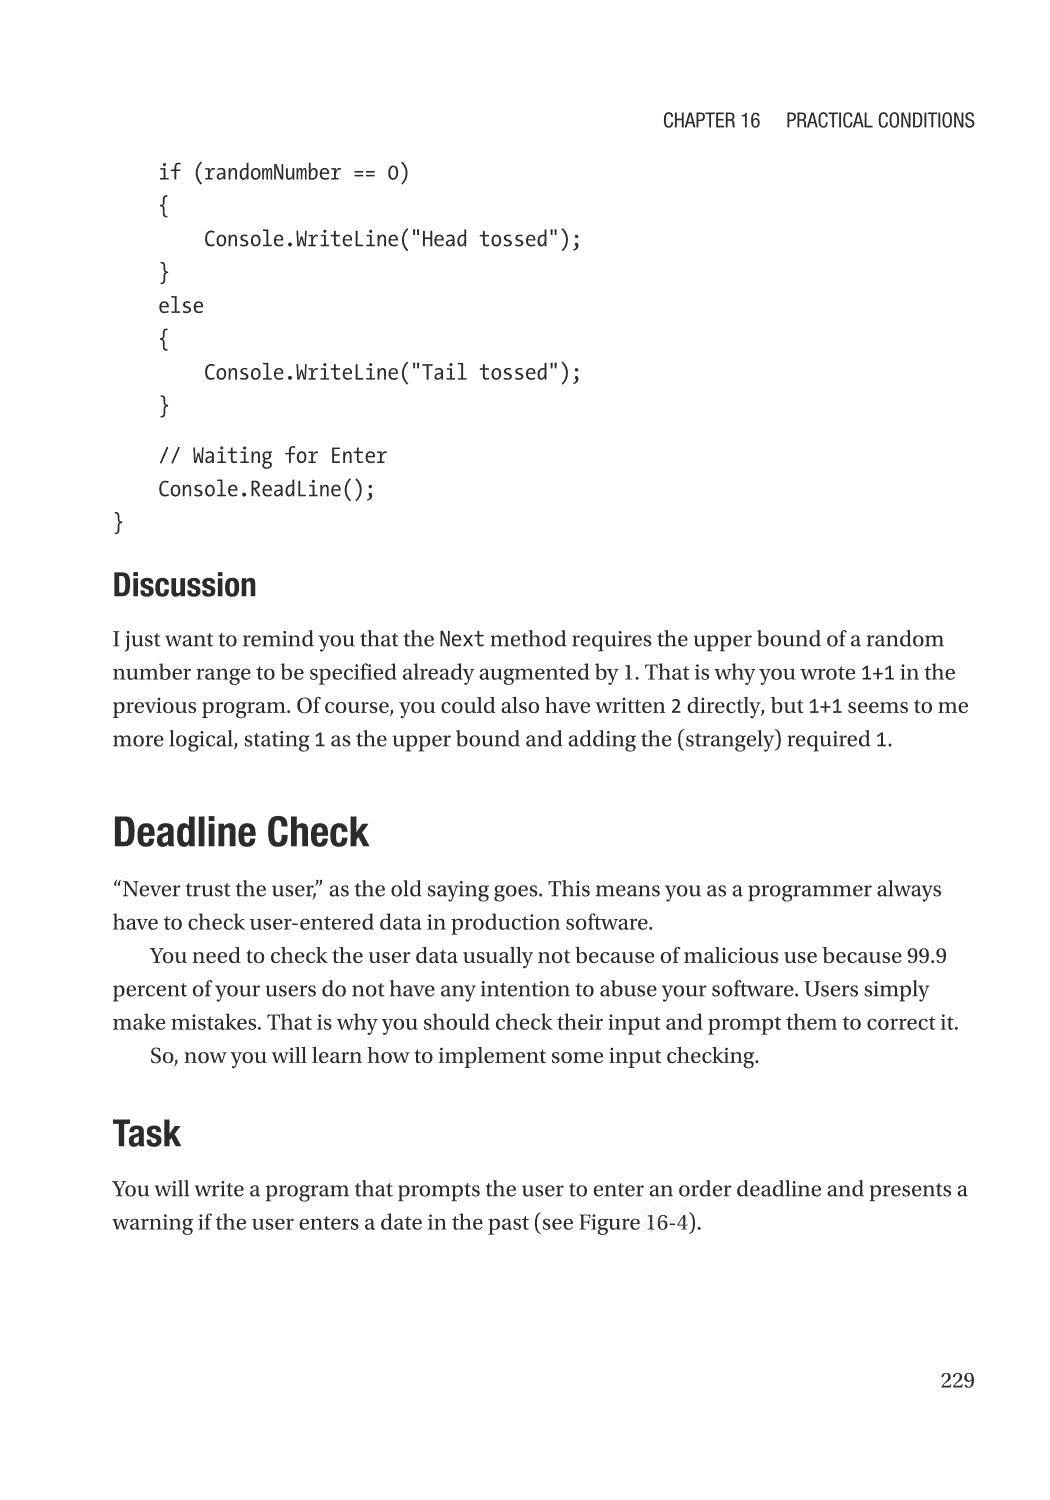 CHAPTER 16 PRACTICAL CONDITIONS
if (randomNumber == 0)
{
Console.WriteLine("Head tossed");
}
else
{
Console.WriteLine("Tail tossed");
}
// Waiting for Enter
Console.ReadLine();
}
Discussion
I just want to remind you that the Next method requires the upper bound of a random
number range to be specified already augmented by 1. That is why you wrote 1+1 in the
previous program. Of course, you could also have written 2 directly, but 1+1 seems to me
more logical, stating 1 as the upper bound and adding the (strangely) required 1.
Deadline Check
“Never trust the user,” as the old saying goes. This means you as a programmer always
have to check user-entered data in production software.
You need to check the user data usually not because of malicious use because 99.9
percent of your users do not have any intention to abuse your software. Users simply
make mistakes. That is why you should check their input and prompt them to correct it.
So, now you will learn how to implement some input checking.
Task
You will write a program that prompts the user to enter an order deadline and presents a
warning if the user enters a date in the past (see Figure 16-4).
229